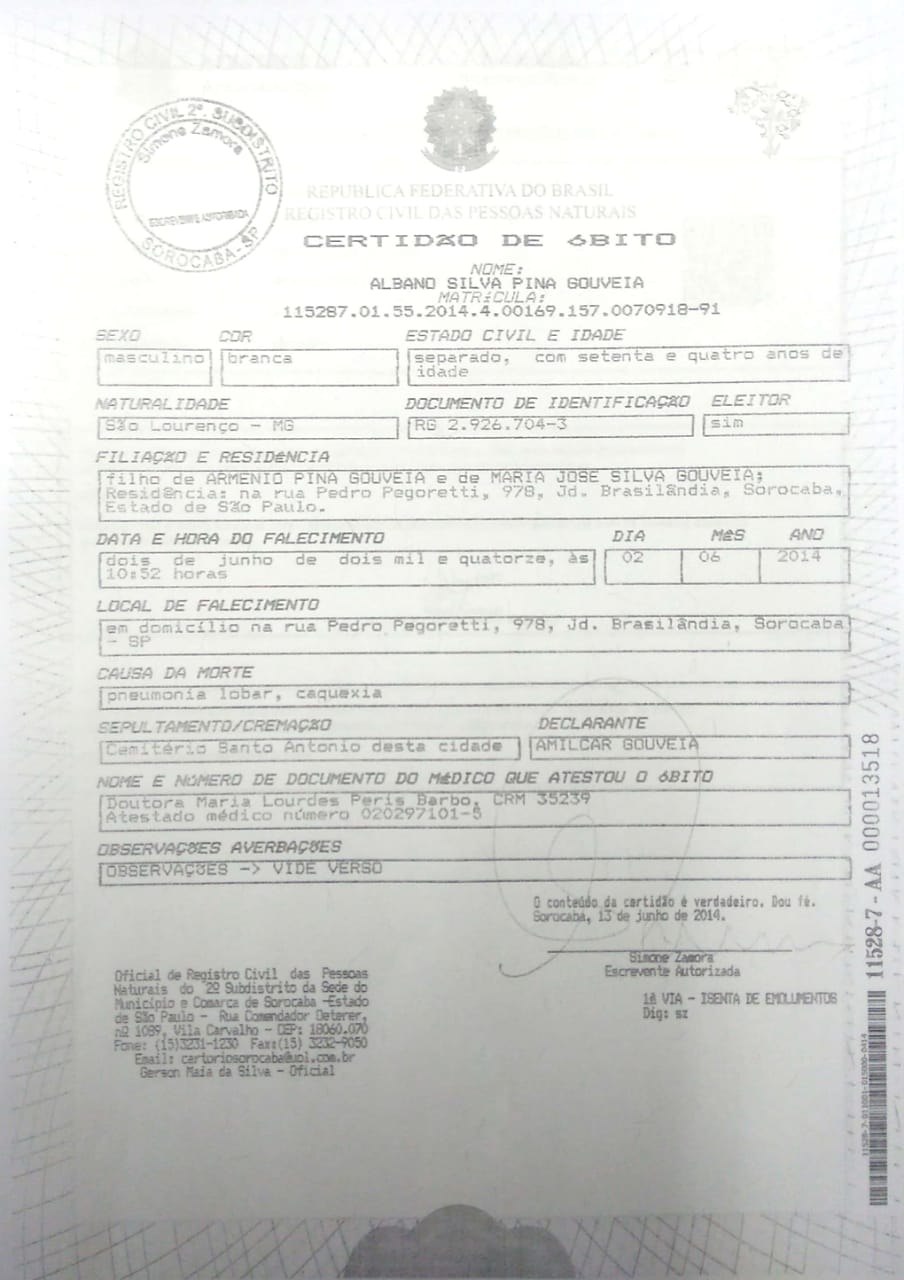 REGISTRO CIVIL 2º. SUBDISTRITO
Simone Zamora
ESCREVENTE AUTORIZADA
SOROCABA - SP
REPÚBLICA FEDERATIVA DO BRASIL
REGISTRO CIVIL DAS PESSOAS NATURAIS
CERTIDÃO DE ÓBITO
NOME:
ALBANO SILVA PINA GOUVEIA
MATRíCULA:
115287.01.55.2014.4.00169.157.0070918-91
SEXO COR ESTADO CIVIL E IDADE
masculino branca separado, com setenta e quatro anos de
idade
NATURALIDADE DOCUMENTO DE IDENTIFICAÇÃO ELEITOR
São Lourenço - MG RG 2.926.704-3 sim
FILIAÇÃO E RESIDêNCIA
filho de ARMENIO PINA GOUVEIA e de MARIA JOSE SILVA GOUVEIA;
Residência: na rua Pedro Pegoretti, 978, Jd. Brasilândia, Sorocaba,
Estado de São Paulo.
DATA E HORA DO FALECIMENTO DIA MêS ANO
dois de junho de dois mil e quatorze, às 02 06 2014
10:52 horas
LOCAL DE FALECIMENTO
em domicílio na rua Pedro Pegoretti, 978, Jd. Brasilândia, Sorocaba
- SP
CAUSA DA MORTE
pneumonia lobar, caquexia
SEPULTAMENTO/CREMAÇÃO DECLARANTE
Cemitério Santo Antonio desta cidade AMILCAR GOUVEIA
NOME E NúMERO DE DOCUMENTO DO MéDICO QUE ATESTOU O óBITO
Doutora Maria Lourdes Peris Barbo, CRM 35239
Atestado médico número 020297101-5
OBSERVAÇÕES AVERBAÇÕES
OBSERVAÇÕES -> VIDE VERSO
O conteúdo da certidão é verdadeiro. Dou fé.
Sorocaba, 13 de junho de 2014.
Simone Zamora
Escrevente Autorizada
1ª VIA - ISENTA DE EMOLUMENTOS
Dig: sz
Oficial de Registro Civil das Pessoas
Naturais do 2º Subdistrito da Sede do
Município e Comarca de Sorocaba -Estado
de São Paulo - Rua Comendador Oeterer,
nº 1089, Vila Carvalho - CEP: 18060.070
Fone: (15)3231-1230 Fax:(15) 3232-9050
Email: cartoriosorocaba@uol.com.br
Gerson Maia da Silva - Oficial
11528-7 - AA 000013518
11528-7-011001-015000-0414